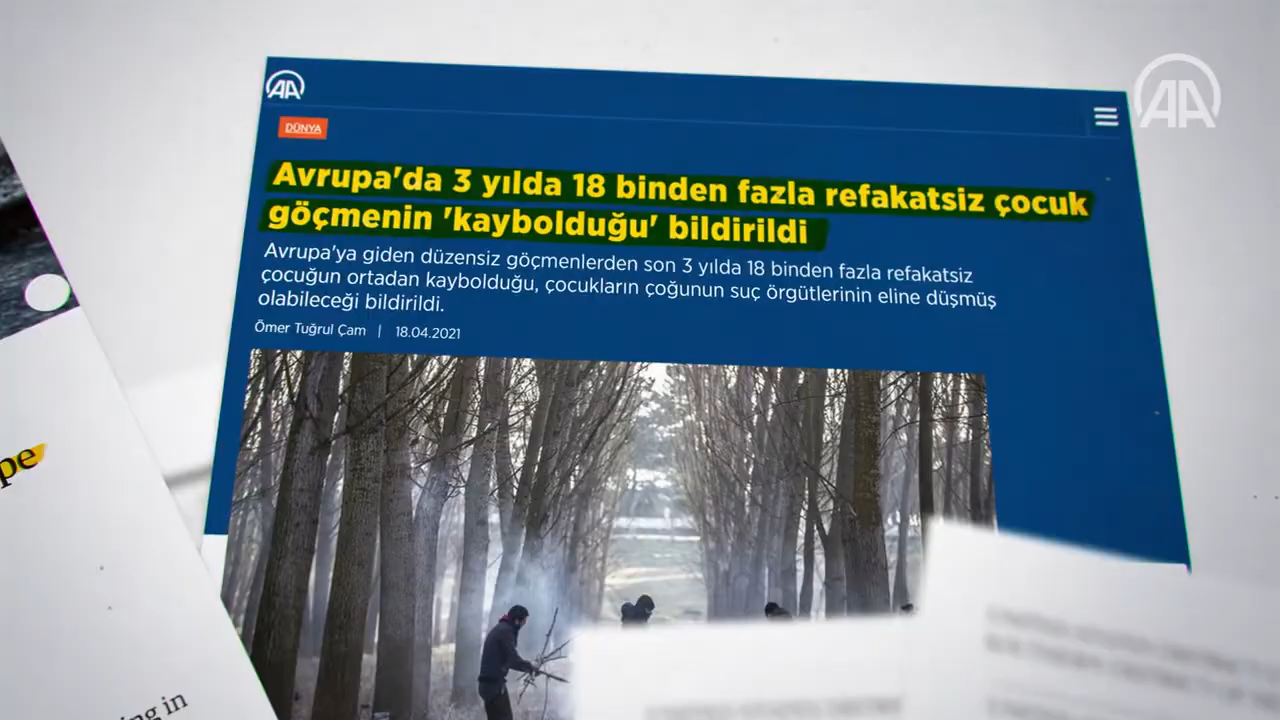 AA
AA
DÜNYA
Avrupa'da 3 yılda 18 binden fazla refakatsiz çocuk
göçmenin 'kaybolduğu' bildirildi
Avrupa'ya giden düzensiz göçmenlerden son 3 yılda 18 binden fazla refakatsiz
çocuğun ortadan kaybolduğu, çocukların çoğunun suç örgütlerinin eline düşmüş
olabileceği bildirildi.
Ömer Tuğrul Çam | 18.04.2021
in